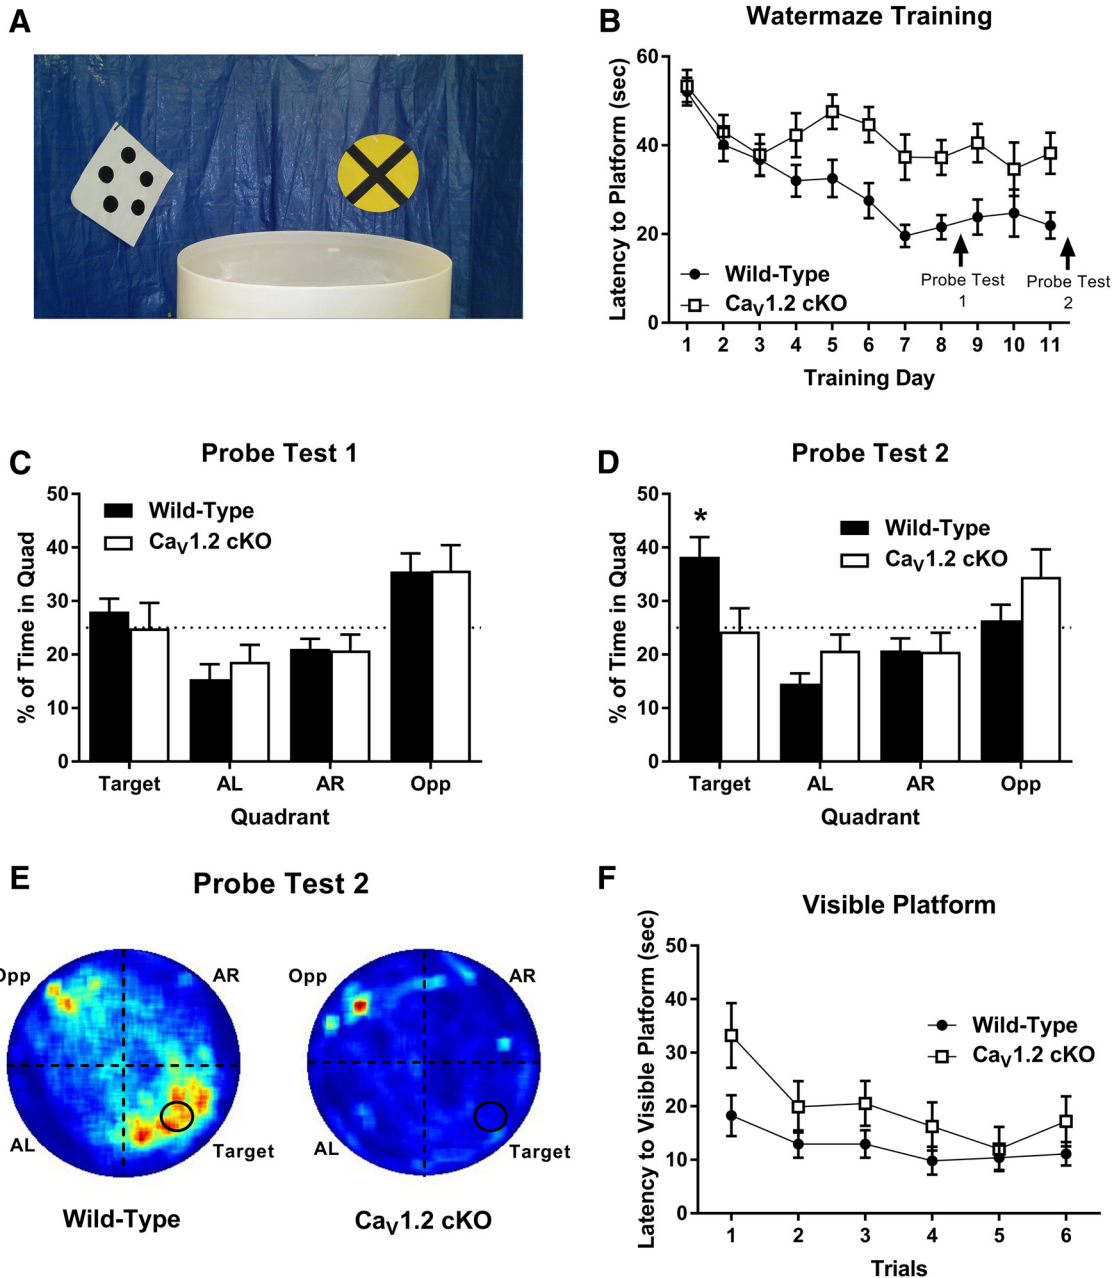 A
B
Watermaze Training
Latency to Platform (sec)
60
40
20
0
Wild-Type
CaV1.2 cKO
Probe Test
1
Probe Test
2
1 2 3 4 5 6 7 8 9 10 11
Training Day
C
Probe Test 1
% of Time in Quad
50
40
30
20
10
0
Wild-Type
CaV1.2 cKO
Target AL AR Opp
Quadrant
D
Probe Test 2
% of Time in Quad
50
40
30
20
10
0
*
Wild-Type
CaV1.2 cKO
Target AL AR Opp
Quadrant
E
Probe Test 2
Opp
AR
AL
Target
Wild-Type
Opp
AR
AL
Target
CaV1.2 cKO
F
Visible Platform
Latency to Visible Platform (sec)
50
40
30
20
10
0
Wild-Type
CaV1.2 cKO
1 2 3 4 5 6
Trials